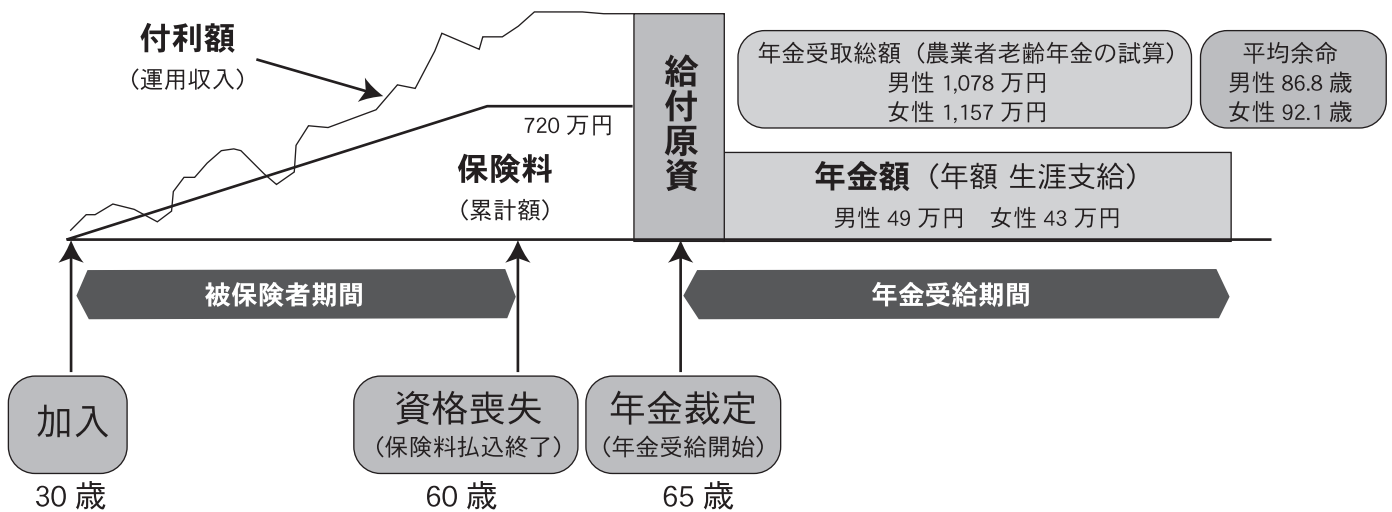 付利額
（運用収入）
720 万円
保険料
（累計額）
給付原資
年金受取総額（農業者老齢年金の試算）
男性 1,078 万円
女性 1,157 万円
平均余命
男性 86.8 歳
女性 92.1 歳
年金額（年額 生涯支給）
男性 49 万円　女性 43 万円
被保険者期間
年金受給期間
加入
30 歳
資格喪失
（保険料払込終了）
60 歳
年金裁定
（年金受給開始）
65 歳